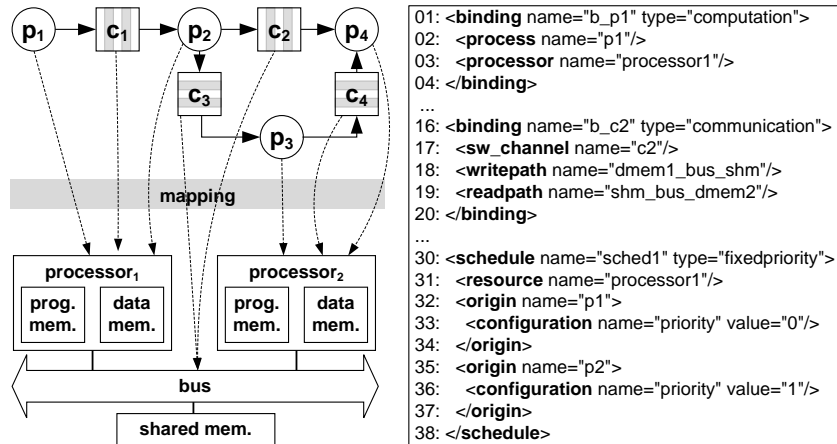 p1
c1
p2
c2
p4
c3
c4
p3
mapping
processor1
prog.
mem.
data
mem.
processor2
prog.
mem.
data
mem.
bus
shared mem.
01: <binding name="b_p1" type="computation">
02: <process name="p1"/>
03: <processor name="processor1"/>
04: </binding>
...
16: <binding name="b_c2" type="communication">
17: <sw_channel name="c2"/>
18: <writepath name="dmem1_bus_shm"/>
19: <readpath name="shm_bus_dmem2"/>
20: </binding>
...
30: <schedule name="sched1" type="fixedpriority">
31: <resource name="processor1"/>
32: <origin name="p1">
33: <configuration name="priority" value="0"/>
34: </origin>
35: <origin name="p2">
36: <configuration name="priority" value="1"/>
37: </origin>
38: </schedule>